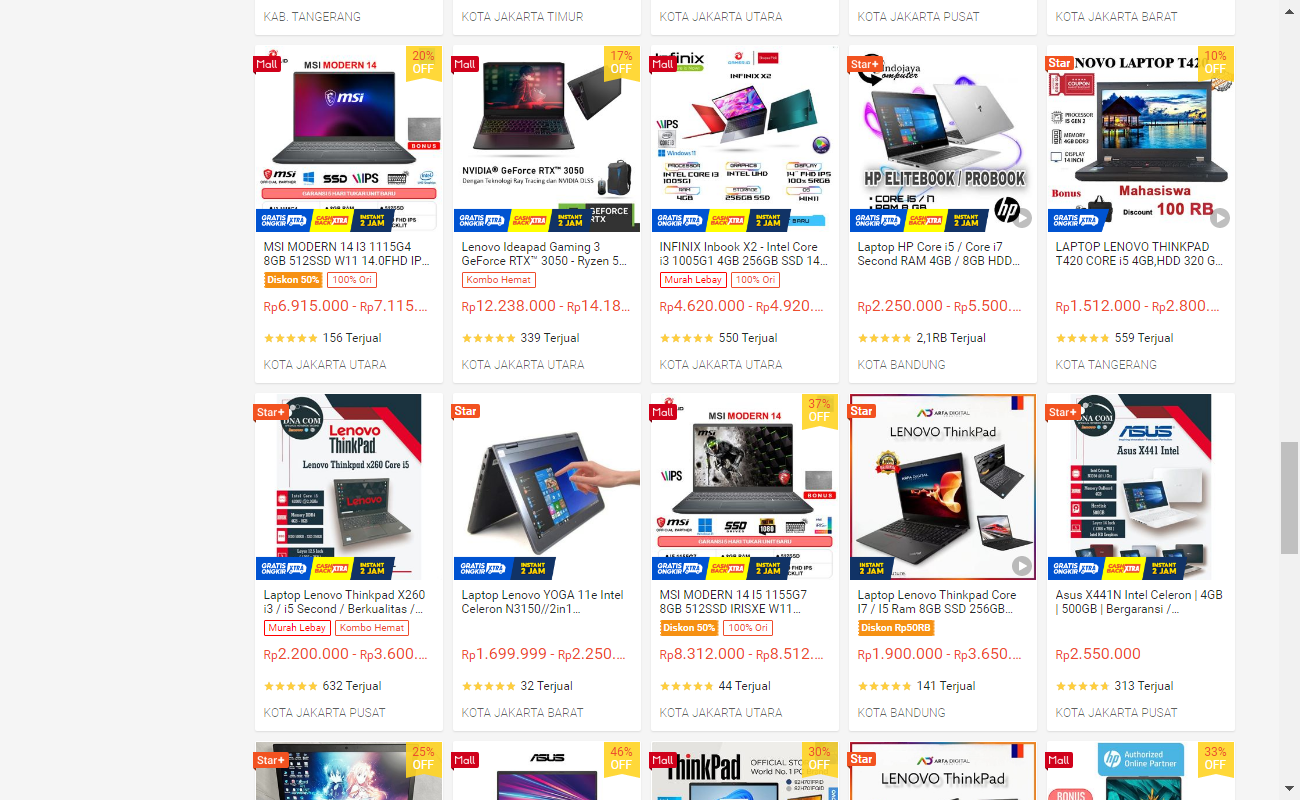 KAB. TANGERANG
KOTA JAKARTA TIMUR
KOTA JAKARTA UTARA
KOTA JAKARTA PUSAT
KOTA JAKARTA BARAT
Mall
20%
OFF
MSI MODERN 14
msi
BONUS
SSD
IPS
GARANSI 5 HARI TUKAR UNIT BARU
GRATIS ONGKIR XTRA
CASHBACK XTRA
INSTANT 2 JAM
MSI MODERN 14 I3 1115G4
8GB 512SSD W11 14.0FHD IP...
Diskon 50%
100% Ori
Rp6.915.000 - Rp7.115....
156 Terjual
KOTA JAKARTA UTARA
Mall
17%
OFF
NVIDIA® GeForce RTX™ 3050
Dengan Teknologi Ray Tracing dan NVIDIA DLSS
GEFORCE
RTX
GRATIS ONGKIR XTRA
CASHBACK XTRA
INSTANT 2 JAM
Lenovo Ideapad Gaming 3
GeForce RTX™ 3050 - Ryzen 5...
Kombo Hemat
Rp12.238.000 - Rp14.18...
339 Terjual
KOTA JAKARTA UTARA
Mall
Infinix
INFINIX X2
IPS
Windows 11
PROCESSOR
GRAPHICS
DISPLAY
INTEL CORE I3
1005G1
INTEL UHD
14" FHD IPS
100% SRGB
RAM
STORAGE
OS
4GB
256GB SSD
WIN11
BARU
GRATIS ONGKIR XTRA
CASHBACK XTRA
INSTANT 2 JAM
INFINIX Inbook X2 - Intel Core
i3 1005G1 4GB 256GB SSD 14...
Murah Lebay
100% Ori
Rp4.620.000 - Rp4.920....
550 Terjual
KOTA JAKARTA UTARA
Star+
indojaya
computer
HP ELITEBOOK / PROBOOK
hp
GRATIS ONGKIR XTRA
CASHBACK XTRA
INSTANT 2 JAM
Laptop HP Core i5 / Core i7
Second RAM 4GB / 8GB HDD...
Rp2.250.000 - Rp5.500....
2,1RB Terjual
KOTA BANDUNG
Star
10%
OFF
LENOVO LAPTOP T42
COUPON
PROCESSOR
I5 GEN 2
MEMORY
4GB DDR3
DISPLAY
14 INCH
Bonus
Mahasiswa
Discount 100 RB
GRATIS ONGKIR XTRA
LAPTOP LENOVO THINKPAD
T420 CORE i5 4GB,HDD 320 G...
Rp1.512.000 - Rp2.800....
559 Terjual
KOTA TANGERANG
Star+
DNA COM
Lenovo
ThinkPad
Lenovo Thinkpad x260 Core i5
GRATIS ONGKIR XTRA
CASHBACK XTRA
INSTANT 2 JAM
Laptop Lenovo Thinkpad X260
i3 / i5 Second / Berkualitas /...
Murah Lebay
Kombo Hemat
Rp2.200.000 - Rp3.600....
632 Terjual
KOTA JAKARTA PUSAT
Star
GRATIS ONGKIR XTRA
INSTANT 2 JAM
Laptop Lenovo YOGA 11e Intel
Celeron N3150//2in1...
Rp1.699.999 - Rp2.250....
32 Terjual
KOTA JAKARTA BARAT
Mall
37%
OFF
MSI MODERN 14
msi
IPS
BONUS
SSD
1080
GARANSI 5 HARI TUKAR UNIT BARU
GRATIS ONGKIR XTRA
CASHBACK XTRA
INSTANT 2 JAM
MSI MODERN 14 I5 1155G7
8GB 512SSD IRISXE W11...
Diskon 50%
100% Ori
Rp8.312.000 - Rp8.512....
44 Terjual
KOTA JAKARTA UTARA
Star
ARFA DIGITAL
LENOVO ThinkPad
INSTANT 2 JAM
Laptop Lenovo Thinkpad Core
I7 / I5 Ram 8GB SSD 256GB...
Diskon Rp50RB
Rp1.900.000 - Rp3.650....
141 Terjual
KOTA BANDUNG
Star+
DNA COM
ASUS
Asus X441 Intel
GRATIS ONGKIR XTRA
CASHBACK XTRA
INSTANT 2 JAM
Asus X441N Intel Celeron | 4GB
| 500GB | Bergaransi /...
Rp2.550.000
313 Terjual
KOTA JAKARTA PUSAT
Star+
25%
OFF
Mall
ASUS
46%
OFF
Mall
ThinkPad
OFFICIAL STO
World No. 1 PC
30%
OFF
Star
ARFA DIGITAL
LENOVO ThinkPad
Mall
hp
Authorized
Online Partner
BONUS
33%
OFF